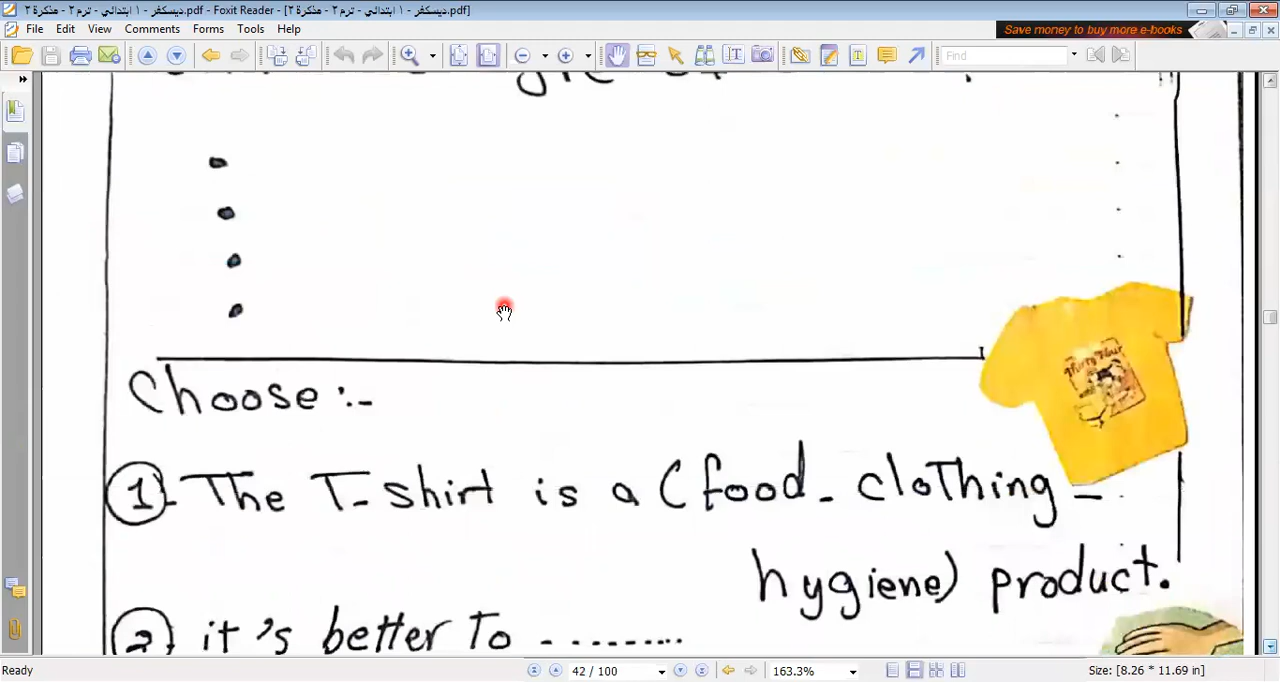 ديسكفر - ١ ابتدائي - ترم ٢ - مذكرة ٢.pdf - Foxit Reader - [ديسكفر - ١ ابتدائي - ترم ٢ - مذكرة ٢.pdf]
File Edit View Comments Forms Tools Help
Save money to buy more e-books
Find
Choose :-
1 - The T-shirt is a (food - clothing -
hygiene) product.
2 it's better to .........
Ready
42 / 100
163.3%
Size: [8.26 * 11.69 in]